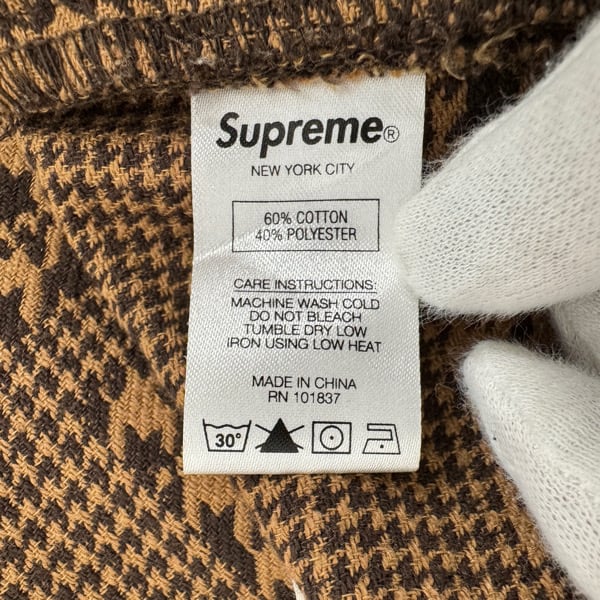 Supreme®
NEW YORK CITY
60% COTTON
40% POLYESTER
CARE INSTRUCTIONS:
MACHINE WASH COLD
DO NOT BLEACH
TUMBLE DRY LOW
IRON USING LOW HEAT
MADE IN CHINA
RN 101837
30°